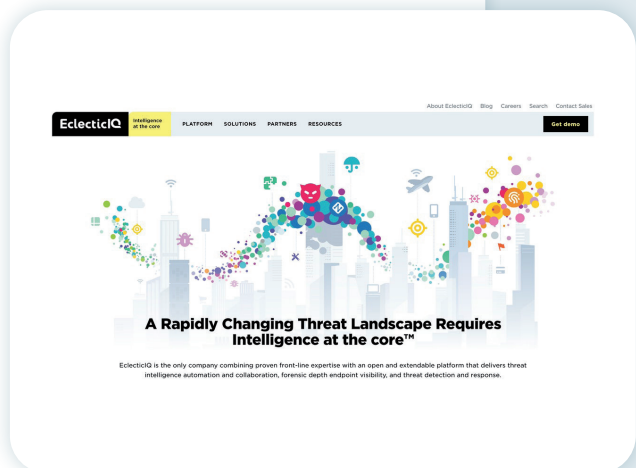 About EclecticIQ Blog Careers Search Contact Sales
EclecticIQ
Intelligence
at the core
PLATFORM SOLUTIONS PARTNERS RESOURCES
Get demo
A Rapidly Changing Threat Landscape Requires
Intelligence at the core™
EclecticIQ is the only company combining proven front-line expertise with an open and extendable platform that delivers threat
intelligence automation and collaboration, forensic depth endpoint visibility, and threat detection and response.